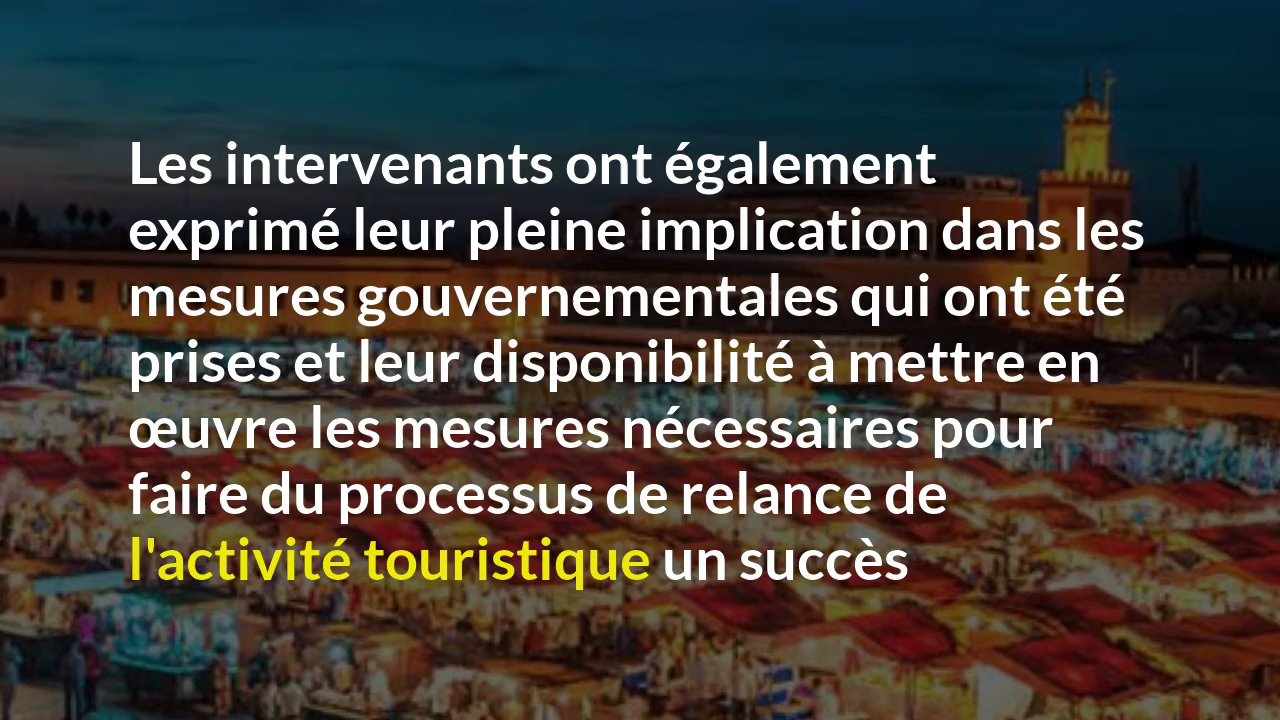 Les intervenants ont également
exprimé leur pleine implication dans les
mesures gouvernementales qui ont été
prises et leur disponibilité à mettre en
œuvre les mesures nécessaires pour
faire du processus de relance de
l'activité touristique un succès